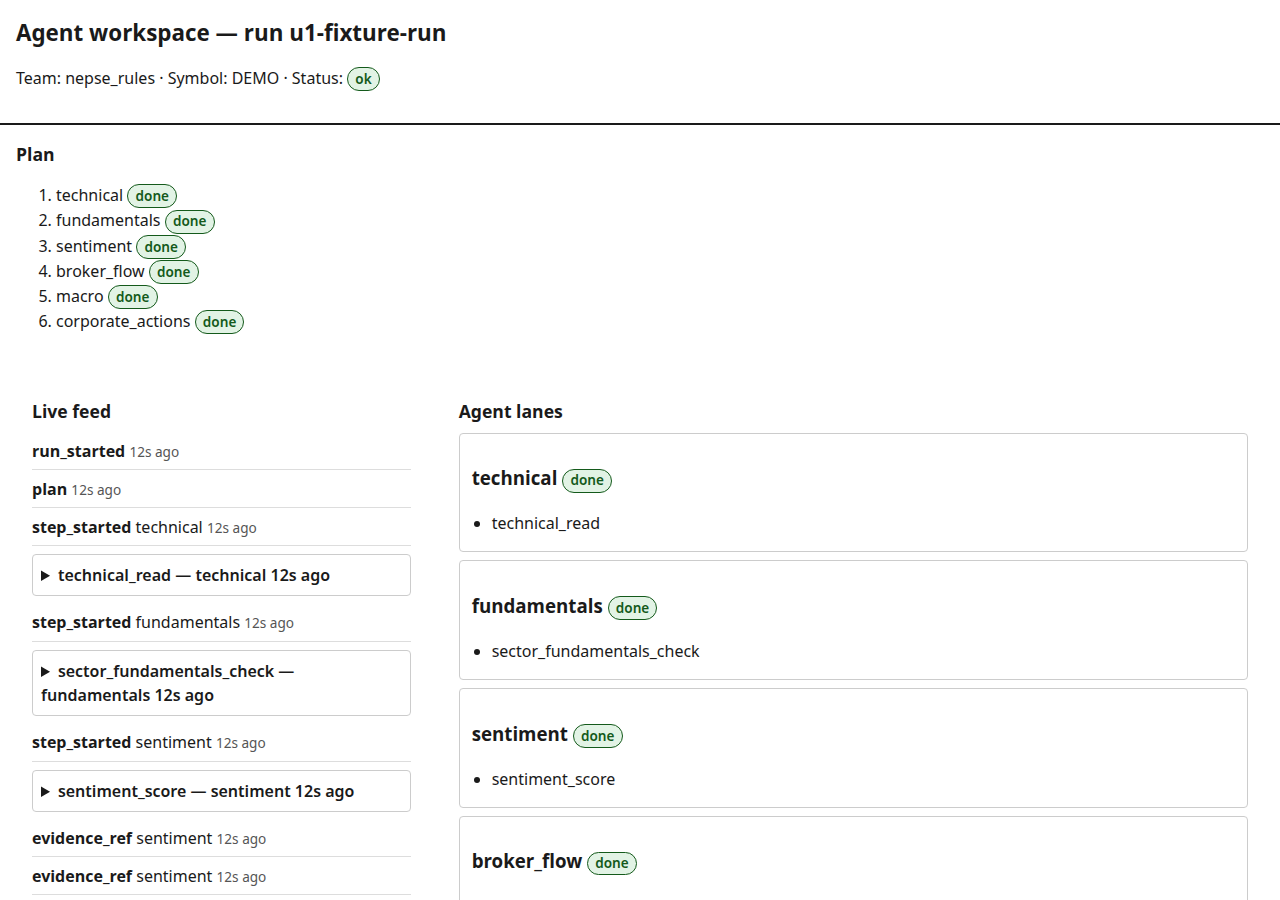 Agent workspace — run u1-fixture-run
Team: nepse_rules · Symbol: DEMO · Status: ok
Plan
1. technical done
2. fundamentals done
3. sentiment done
4. broker_flow done
5. macro done
6. corporate_actions done
Live feed
run_started 12s ago
plan 12s ago
step_started technical 12s ago
technical_read — technical 12s ago
step_started fundamentals 12s ago
sector_fundamentals_check —
fundamentals 12s ago
step_started sentiment 12s ago
sentiment_score — sentiment 12s ago
evidence_ref sentiment 12s ago
evidence_ref sentiment 12s ago
Agent lanes
technical done
• technical_read
fundamentals done
• sector_fundamentals_check
sentiment done
• sentiment_score
broker_flow done